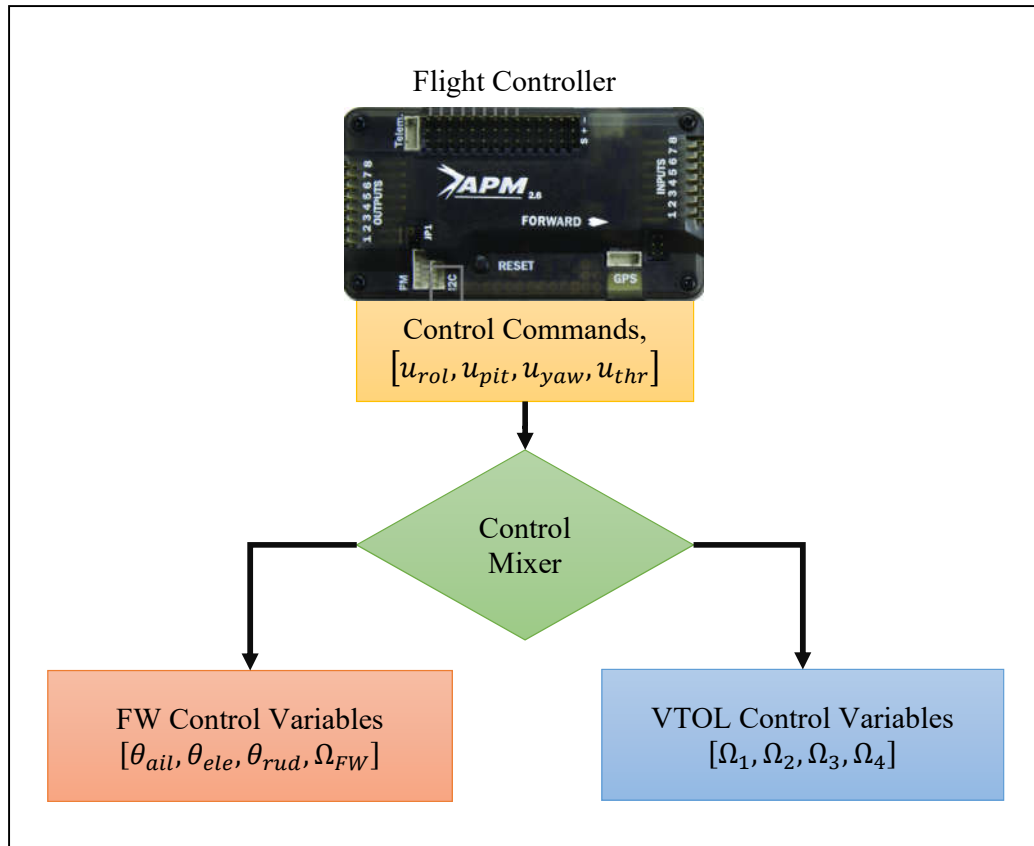 Flight Controller
Telem.
S + -
OUTPUTS
1 2 3 4 5 6 7 8
INPUTS
1 2 3 4 5 6 7 8
APM 2.6
FORWARD
JP1
RESET
PM
I2C
GPS
Control Commands,
[u_rol, u_pit, u_yaw, u_thr]
Control
Mixer
FW Control Variables
[θ_ail, θ_ele, θ_rud, Ω_FW]
VTOL Control Variables
[Ω_1, Ω_2, Ω_3, Ω_4]